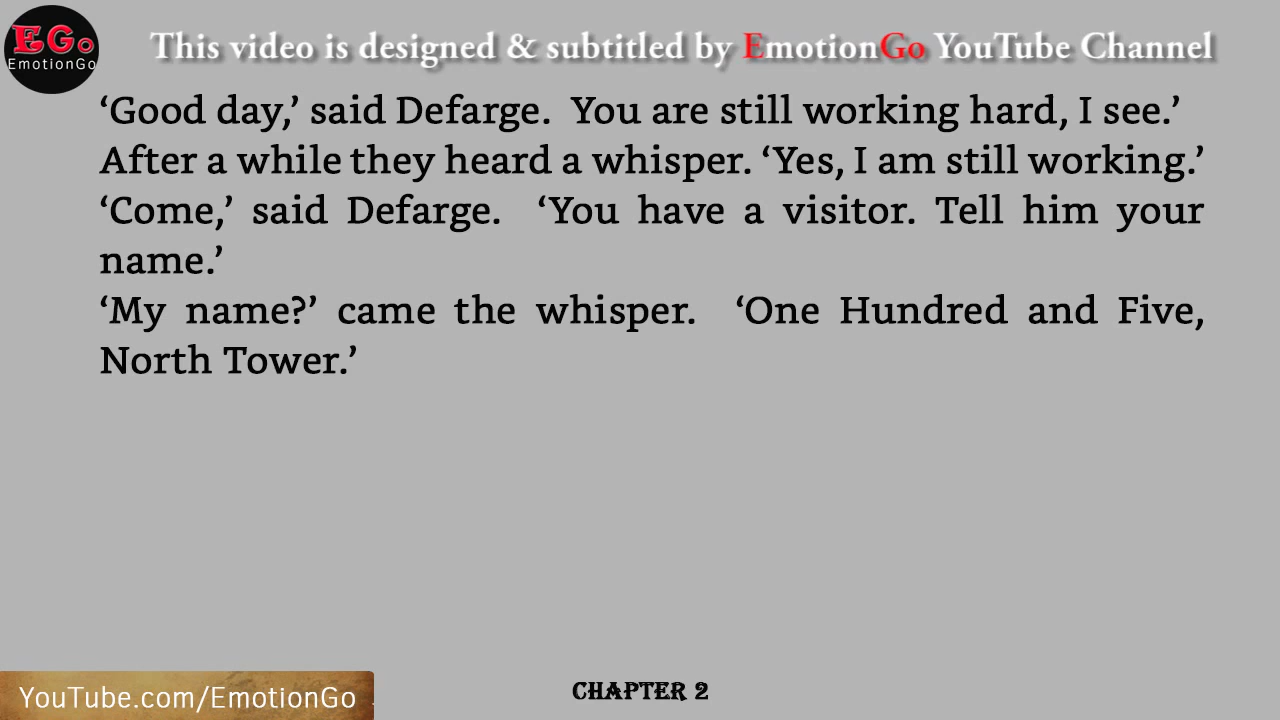 EGo
EmotionGo
This video is designed & subtitled by EmotionGo YouTube Channel
‘Good day,’ said Defarge.  You are still working hard, I see.’
After a while they heard a whisper. ‘Yes, I am still working.’
‘Come,’ said Defarge.  ‘You have a visitor. Tell him your
name.’
‘My name?’ came the whisper.  ‘One Hundred and Five,
North Tower.’
YouTube.com/EmotionGo
CHAPTER 2